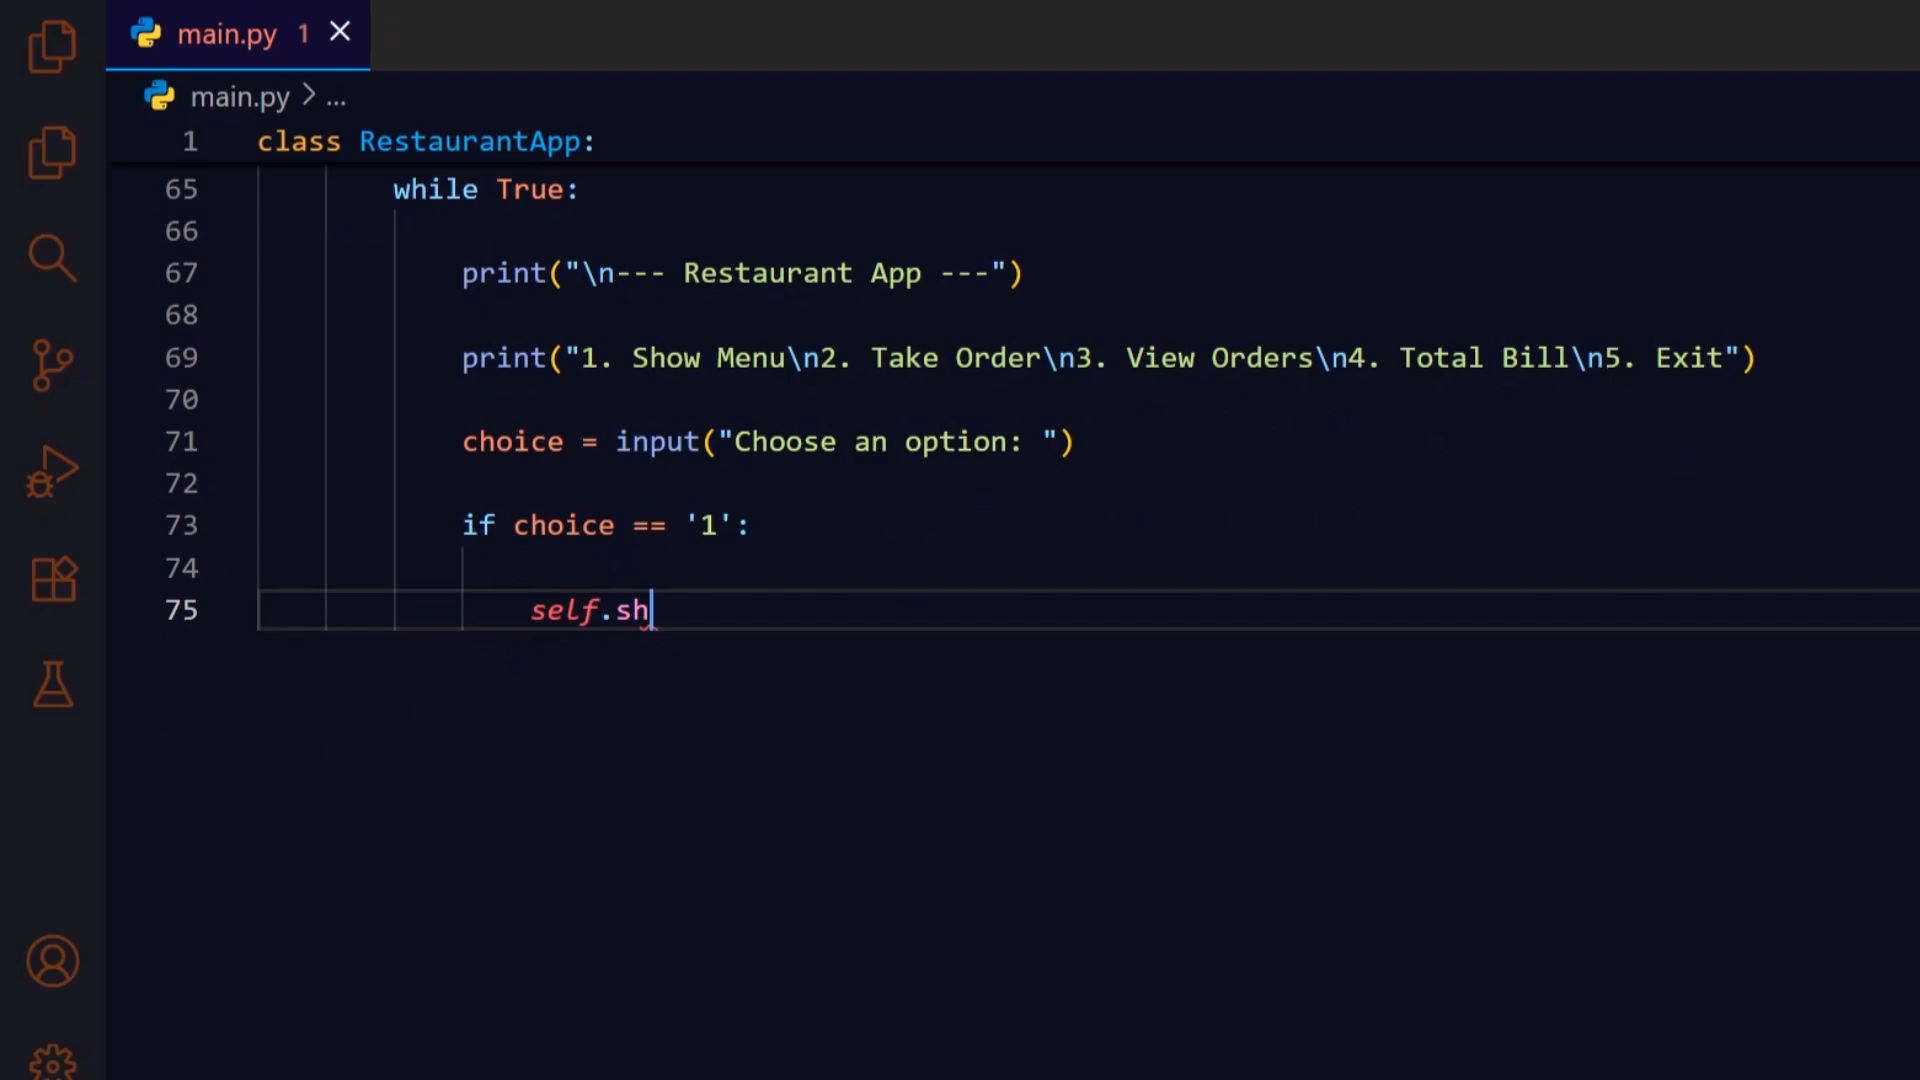 main.py 1
main.py > ...
1 class RestaurantApp:
65 while True:
66
67 print("\n--- Restaurant App ---")
68
69 print("1. Show Menu\n2. Take Order\n3. View Orders\n4. Total Bill\n5. Exit")
70
71 choice = input("Choose an option: ")
72
73 if choice == '1':
74
75 self.sh